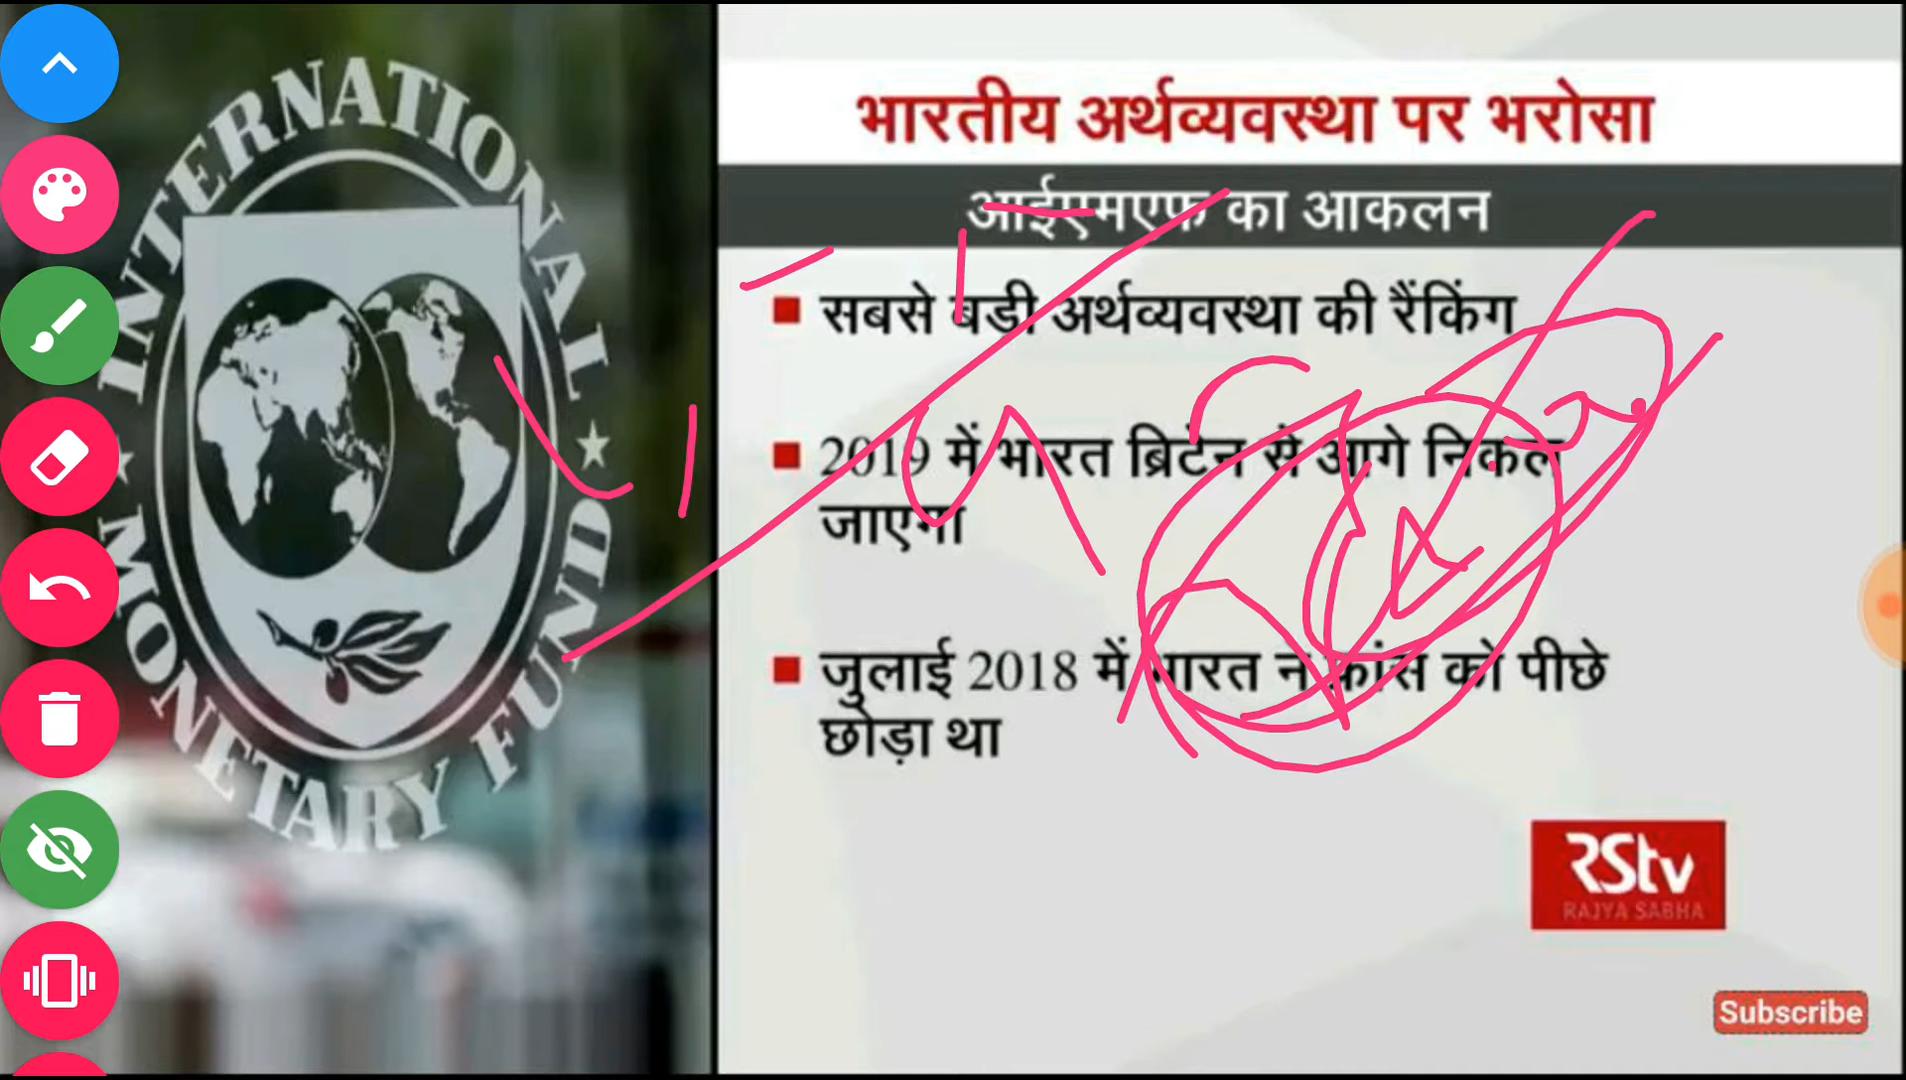 INTERNATIONAL MONETARY FUND
भारतीय अर्थव्यवस्था पर भरोसा
आईएमएफ का आकलन
सबसे बडी अर्थव्यवस्था की रैंकिंग
2019 में भारत ब्रिटेन से आगे निकल
जाएगा
जुलाई 2018 में भारत ने फ्रांस को पीछे
छोड़ा था
RStv
RAJYA SABHA
Subscribe